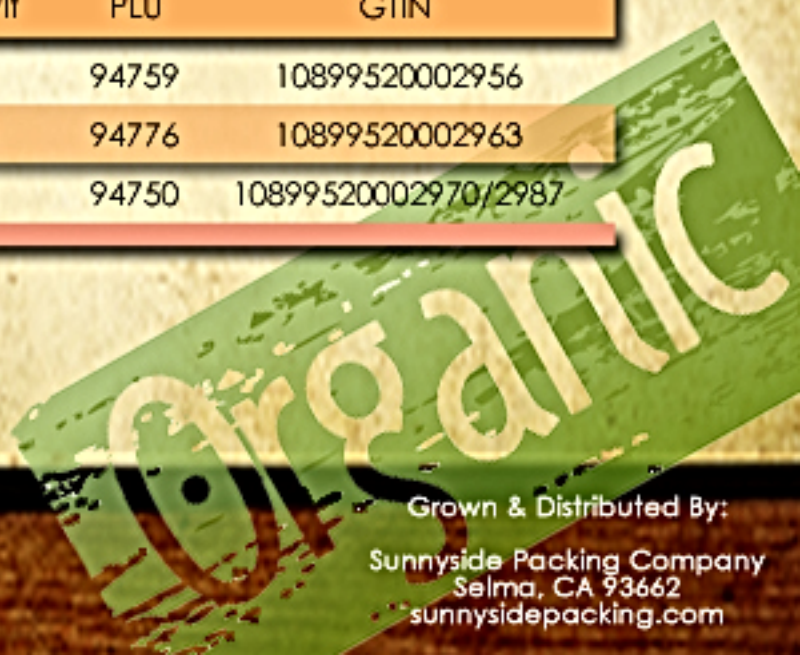 PLU GTIN
94759 10899520002956
94776 10899520002963
94750 10899520002970/2987
Organic
Grown & Distributed By:
Sunnyside Packing Company
Selma, CA 93662
sunnysidepacking.com